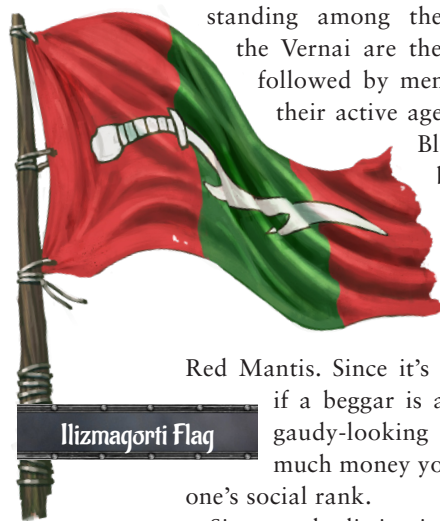 standing among the
the Vernai are the
followed by mem
their active age
Bl
Red Mantis. Since it's
if a beggar is a
gaudy-looking
much money yo
one's social rank.
Ilizmagorti Flag